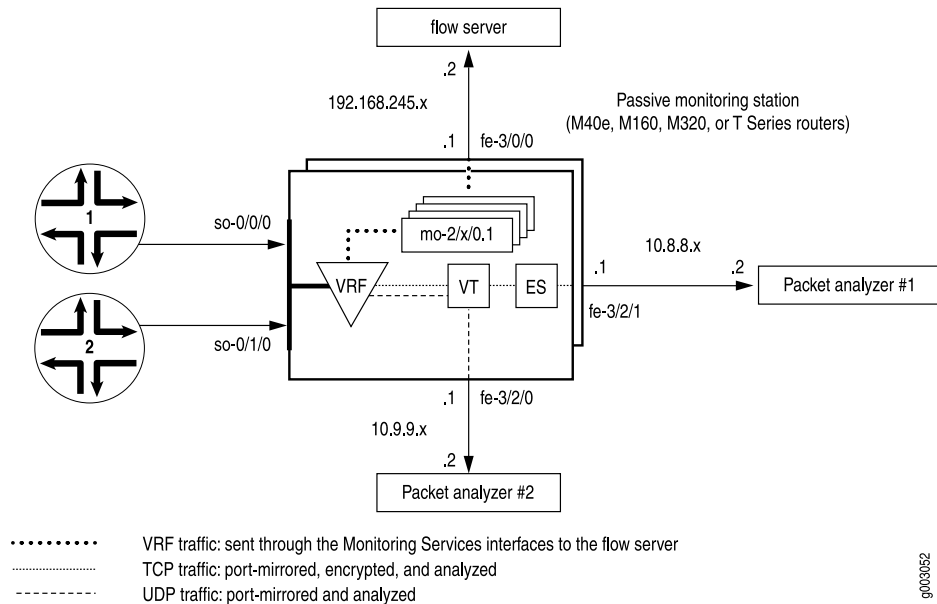 flow server
.2
192.168.245.x
Passive monitoring station
(M40e, M160, M320, or T Series routers)
.1
fe-3/0/0
1
so-0/0/0
mo-2/x/0.1
10.8.8.x
VRF
VT
ES
.1
.2
Packet analyzer #1
fe-3/2/1
2
so-0/1/0
.1
fe-3/2/0
10.9.9.x
.2
Packet analyzer #2
VRF traffic: sent through the Monitoring Services interfaces to the flow server
TCP traffic: port-mirrored, encrypted, and analyzed
UDP traffic: port-mirrored and analyzed
g003052